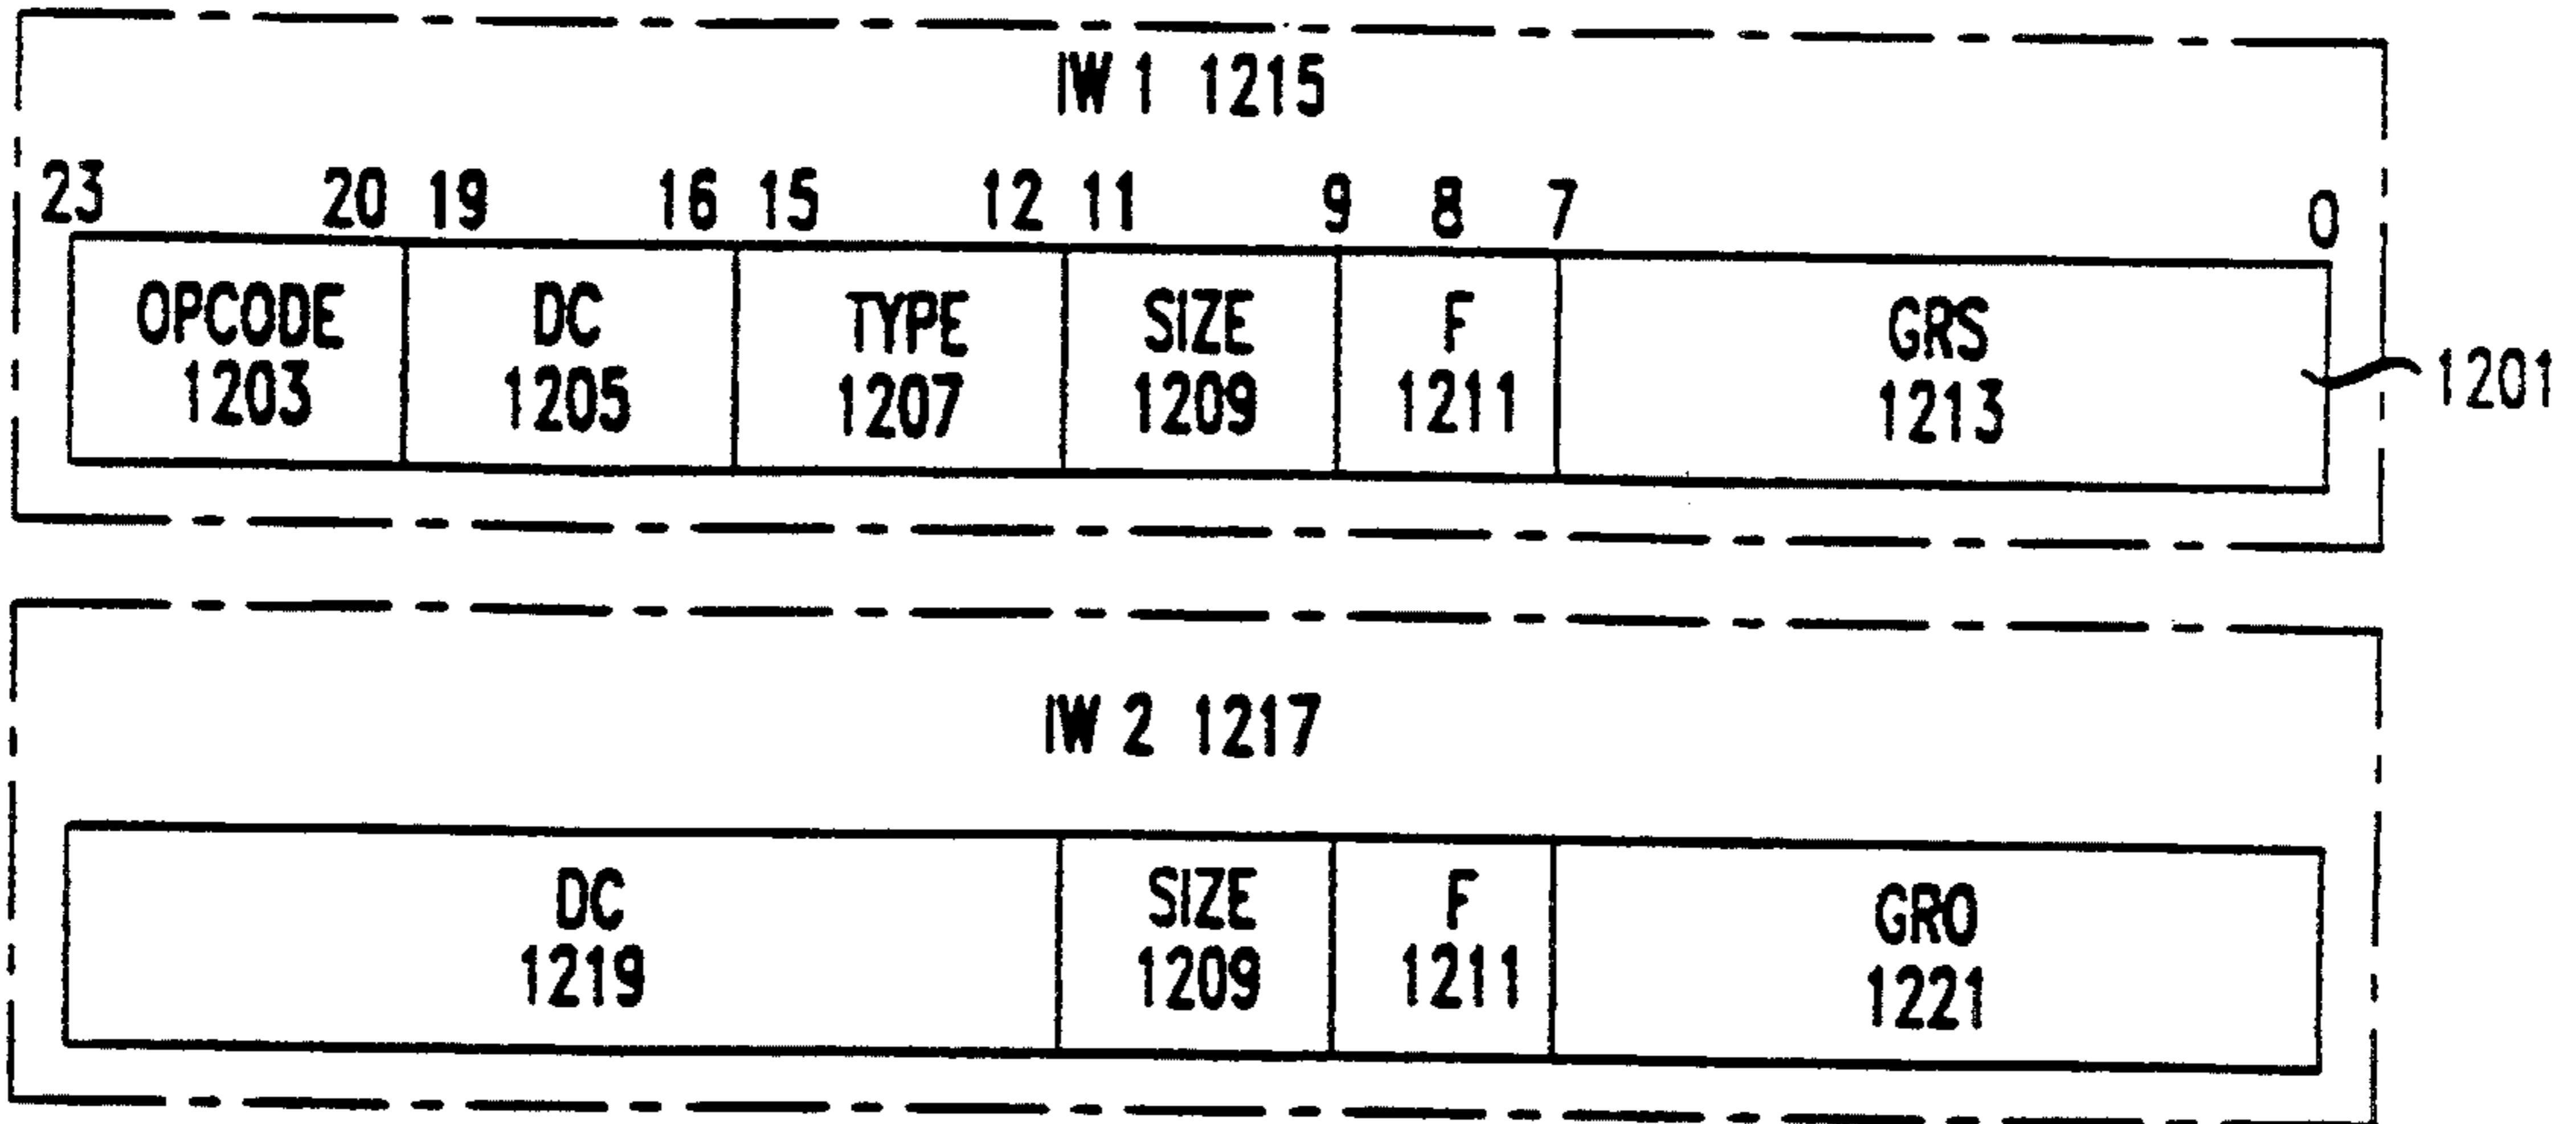 IW 1 1215
23 20 19 16 15 12 11 9 8 7 0
OPCODE DC TYPE SIZE F GRS
1203 1205 1207 1209 1211 1213
1201
IW 2 1217
DC SIZE F GRO
1219 1209 1211 1221